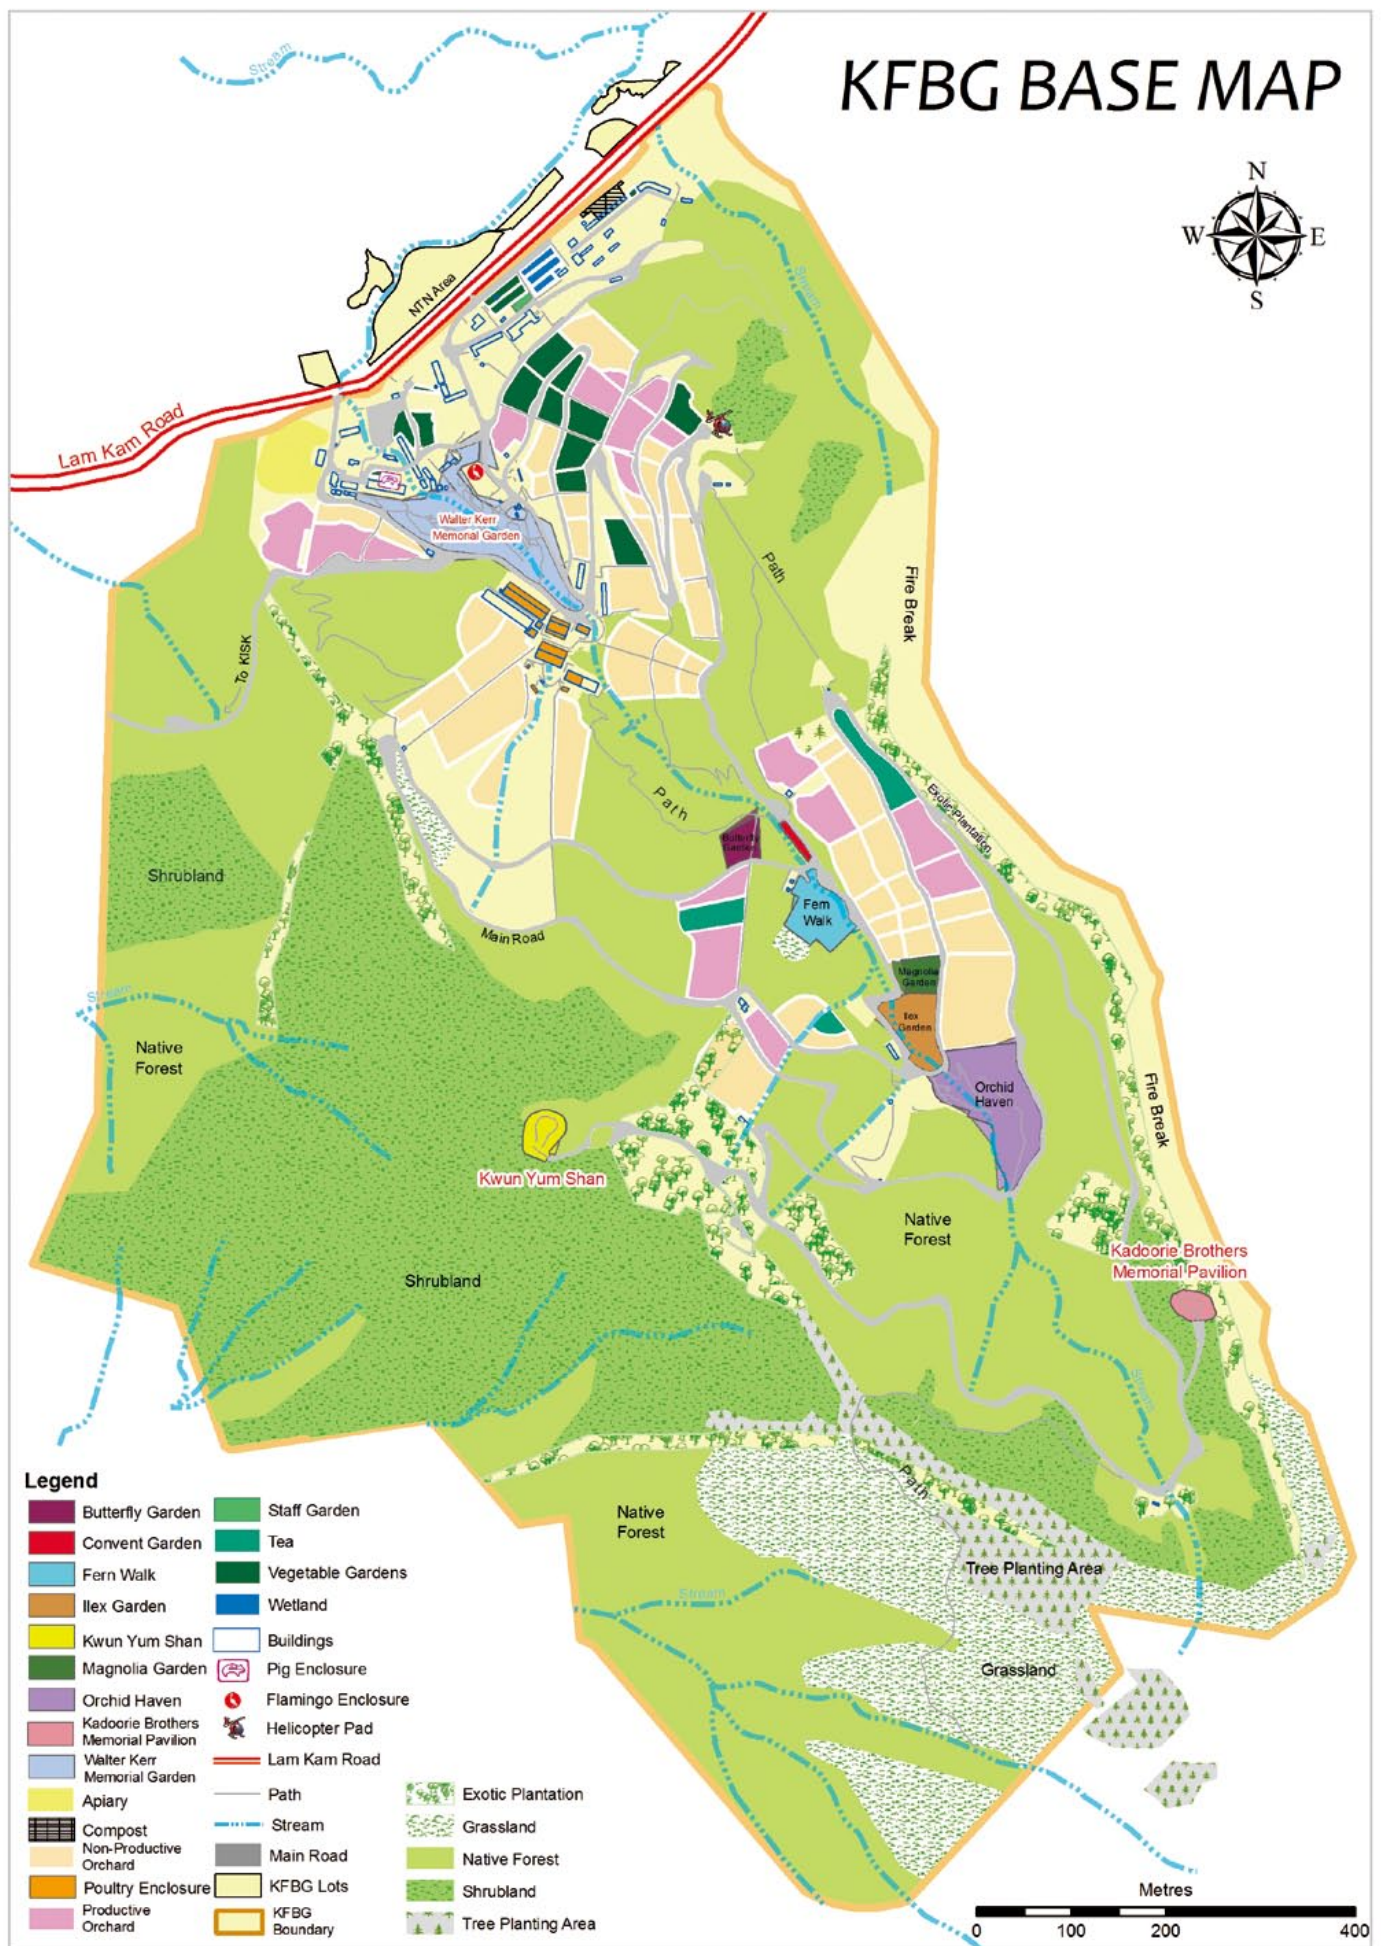 KFBG BASE MAP
Stream
N
W
E
S
NTN Area
Stream
Lam Kam Road
Walter Kerr
Memorial Garden
Path
Fire Break
To KISK
Path
Exotic Plantation
Butterfly
Garden
Shrubland
Fern
Walk
Main Road
Magnolia
Garden
Stream
Ilex
Garden
Native
Forest
Orchid
Haven
Fire Break
Kwun Yum Shan
Native
Forest
Kadoorie Brothers
Memorial Pavilion
Shrubland
Stream
Path
Native
Forest
Tree Planting Area
Stream
Grassland
Legend
Butterfly Garden
Convent Garden
Fern Walk
Ilex Garden
Kwun Yum Shan
Magnolia Garden
Orchid Haven
Kadoorie Brothers
Memorial Pavilion
Walter Kerr
Memorial Garden
Apiary
Compost
Non-Productive
Orchard
Poultry Enclosure
Productive
Orchard
Staff Garden
Tea
Vegetable Gardens
Wetland
Buildings
Pig Enclosure
Flamingo Enclosure
Helicopter Pad
Lam Kam Road
Path
Stream
Main Road
KFBG Lots
KFBG
Boundary
Exotic Plantation
Grassland
Native Forest
Shrubland
Tree Planting Area
Metres
0 100 200 400